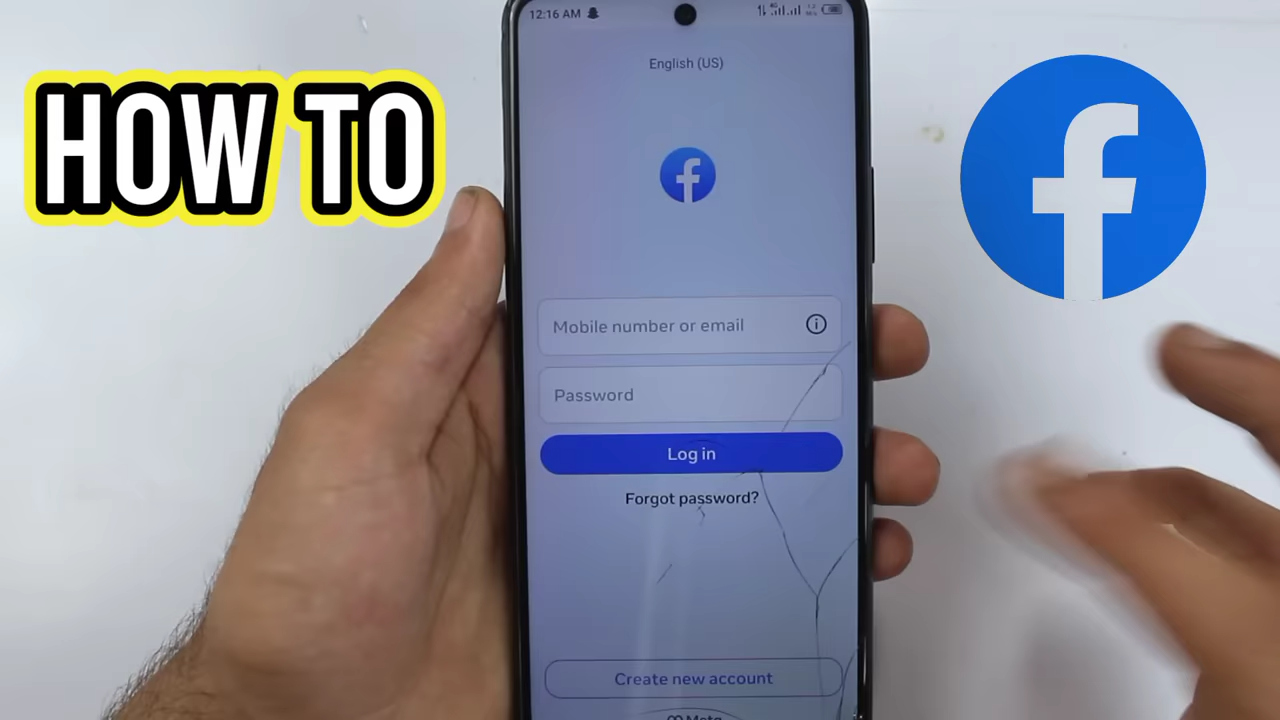 12:16 AM
English (US)
HOW TO
Mobile number or email
Password
Log in
Forgot password?
Create new account
Meta